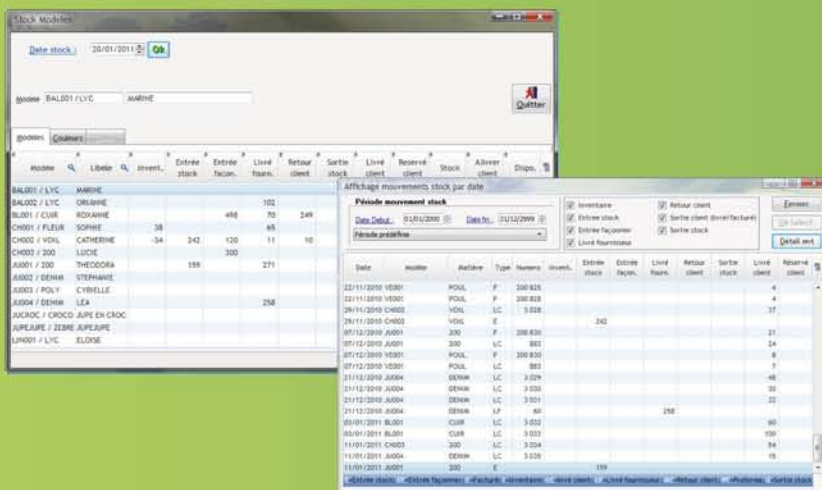 Stock Modeles
Date stock : 20/01/2011 Ok
Modèle BAL001 / LYC MARINE
Quitter
Modèles Couleurs
Modèle Libelle Invent. Entrée stock Entrée facon. Livré fourn. Retour client Sortie stock Livré client Reservé client Stock Alivrer client Dispo.
BAL001 / LYC MARINE
BAL002 / LYC ORIANNE 102
BL001 / CUIR ROXANNE 498 70 249
CH001 / FLEUR SOPHIE 38 65
CH002 / VOIL CATHERINE -34 242 120 11 10
CH003 / 200 LUCIE 300
JU001 / 200 THEODORA 159 271
JU002 / DENIM STEPHANIE
JU003 / POLY CYRIELLE
JU004 / DENIM LEA 258
JUCROC / CROCO JUPE EN CROC
JUPEJUPE / ZEBRE JUPEJUPE
LIN001 / LYC ELOISE
Affichage mouvements stock par date
Période mouvement stock
Date Debut : 01/01/2000 Date fin : 31/12/2999
Période prédéfinie
Inventaire
Entree stock
Entrée façonnier
Livré fournisseur
Retour client
Sortie client (livré/facturé)
Sortie stock
Fermer
Détail mvt
Date Modèle Matière Type Numero Invent. Entrée stock Entrée façon. Livré fourn. Retour client Sortie stock Livré client Réservé client
22/11/2010 VE001 POUL F 200 825 4
22/11/2010 VE001 POUL F 200 828 4
29/11/2010 CH002 VOIL LC 3 028 37
29/11/2010 CH002 VOIL E 242
07/12/2010 JU001 200 F 200 830 21
07/12/2010 JU001 200 LC 883 24
07/12/2010 VE001 POUL F 200 830 8
07/12/2010 VE001 POUL LC 883 7
21/12/2010 JU004 DENIM LC 3 029 48
21/12/2010 JU004 DENIM LC 3 030 30
21/12/2010 JU004 DENIM LC 3 031 22
21/12/2010 JU004 DENIM LF 60 258
03/01/2011 BL001 CUIR LC 3 032 60
03/01/2011 BL001 CUIR LC 3 033 100
11/01/2011 CH003 200 LC 3 034 54
11/01/2011 JU004 DENIM LC 3 035 15
11/01/2011 JU001 200 E 159